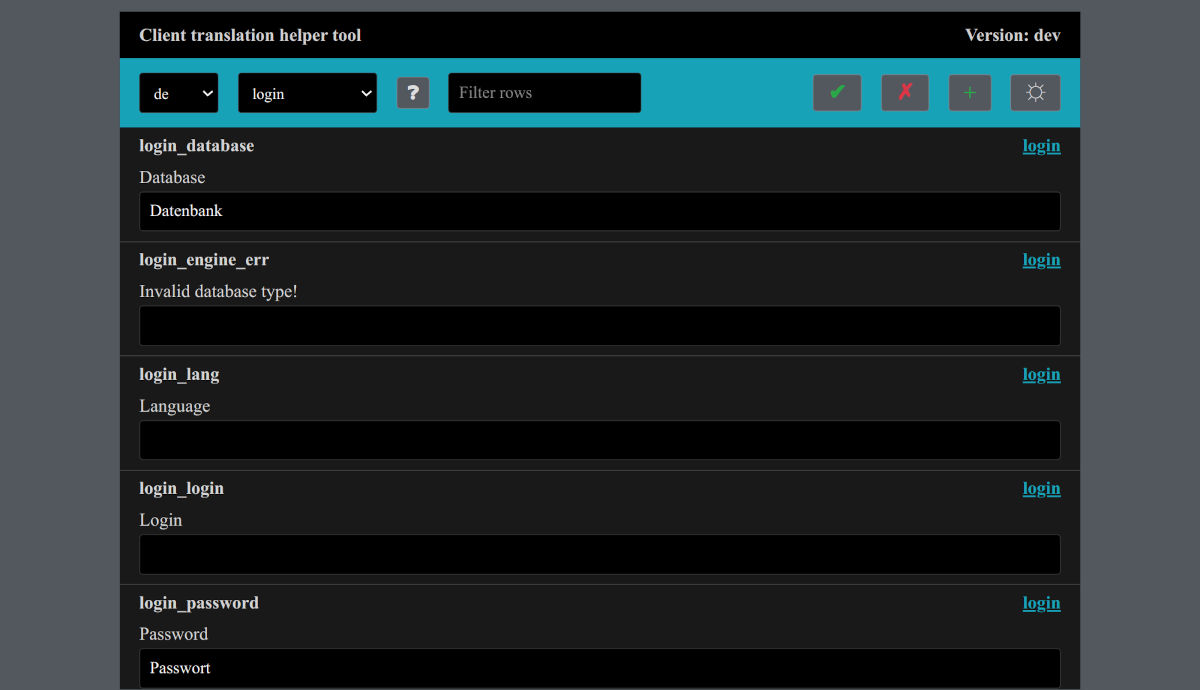 Client translation helper tool Version: dev
de login ? Filter rows ✔ ✗ +
login_database login
Database
Datenbank
login_engine_err login
Invalid database type!
login_lang login
Language
login_login login
Login
login_password login
Password
Passwort